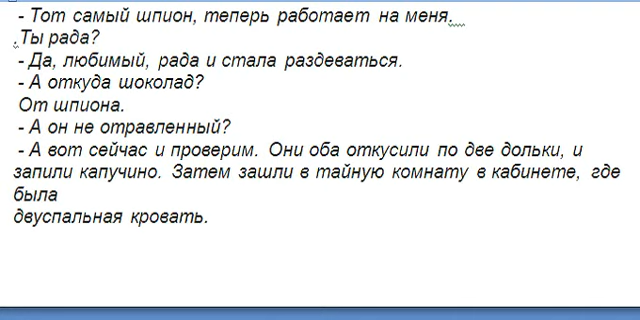 - Тот самый шпион, теперь работает на меня.
.Ты рада?
- Да, любимый, рада и стала раздеваться.
- А откуда шоколад?
От шпиона.
- А он не отравленный?
- А вот сейчас и проверим. Они оба откусили по две дольки, и
запили капучино. Затем зашли в тайную комнату в кабинете, где
была
двуспальная кровать.